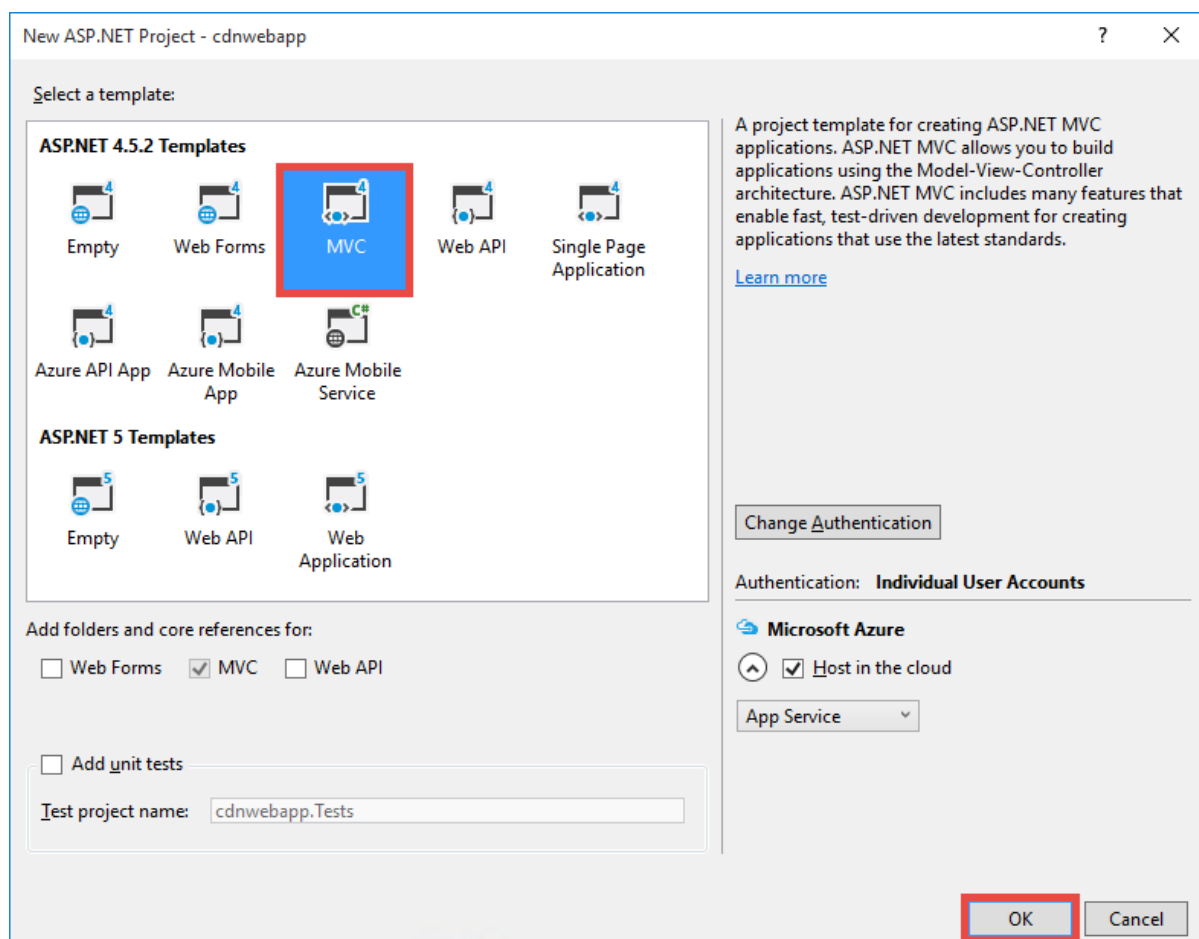 New ASP.NET Project - cdnwebapp
?
Select a template:
ASP.NET 4.5.2 Templates
4 4 4 4 4
Empty Web Forms MVC Web API Single Page
Application
4 4 C#
Azure API App Azure Mobile Azure Mobile
App Service
ASP.NET 5 Templates
5 5 5
Empty Web API Web
Application
Add folders and core references for:
Web Forms MVC Web API
Add unit tests
Test project name: cdnwebapp.Tests
A project template for creating ASP.NET MVC
applications. ASP.NET MVC allows you to build
applications using the Model-View-Controller
architecture. ASP.NET MVC includes many features that
enable fast, test-driven development for creating
applications that use the latest standards.
Learn more
Change Authentication
Authentication: Individual User Accounts
Microsoft Azure
Host in the cloud
App Service
OK Cancel